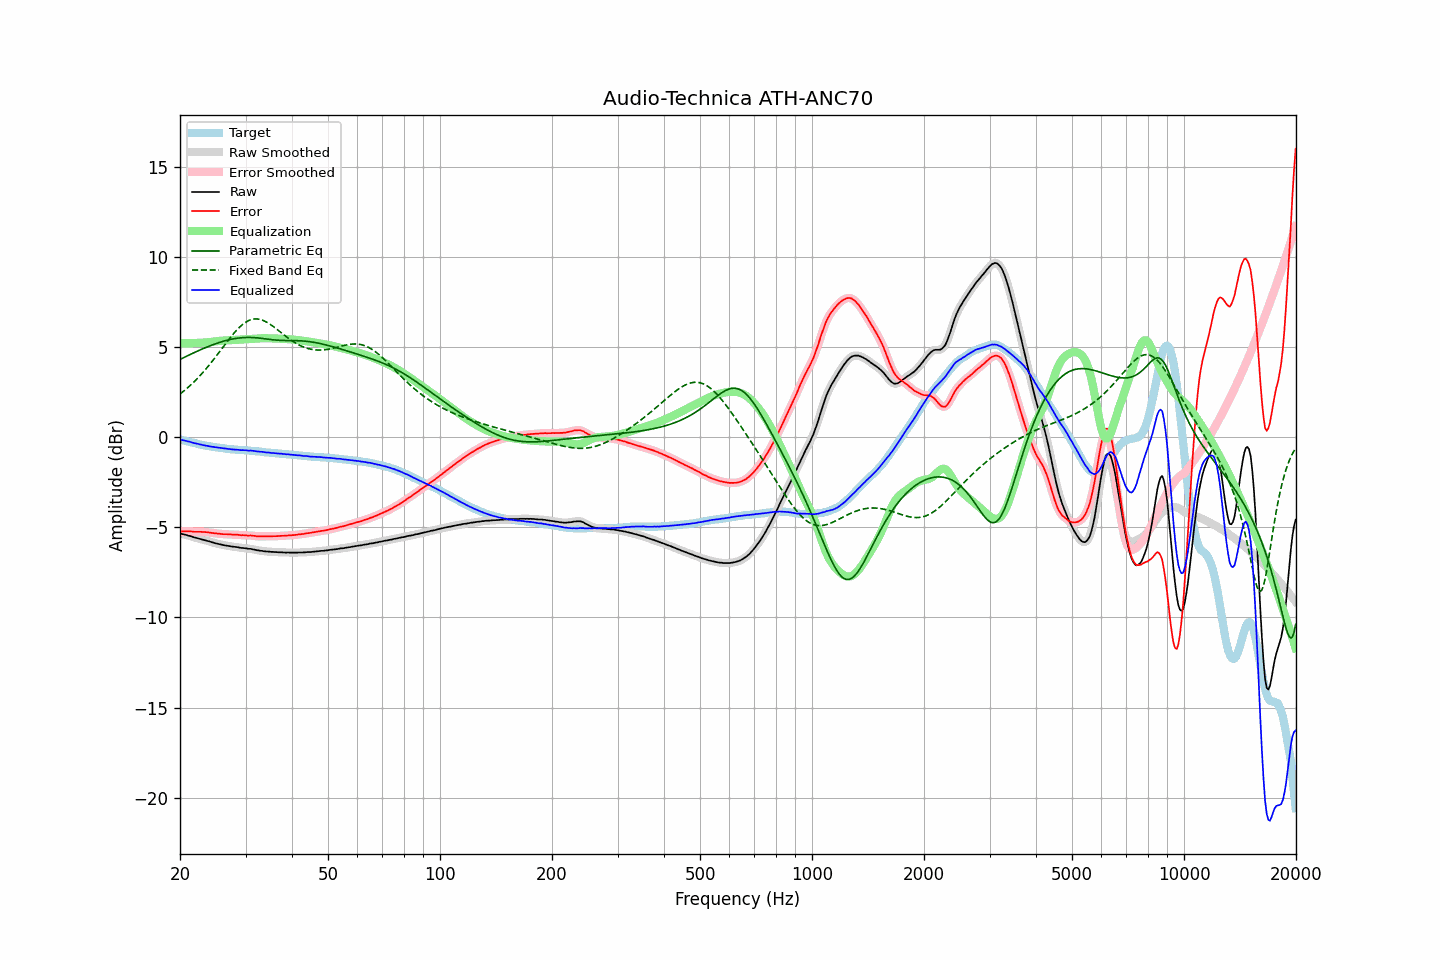 Audio-Technica ATH-ANC70
Target
Raw Smoothed
Error Smoothed
Raw
Error
Equalization
Parametric Eq
Fixed Band Eq
Equalized
15
10
5
0
−5
−10
−15
−20
Amplitude (dBr)
20
50
100
200
500
1000
2000
5000
10000
20000
Frequency (Hz)